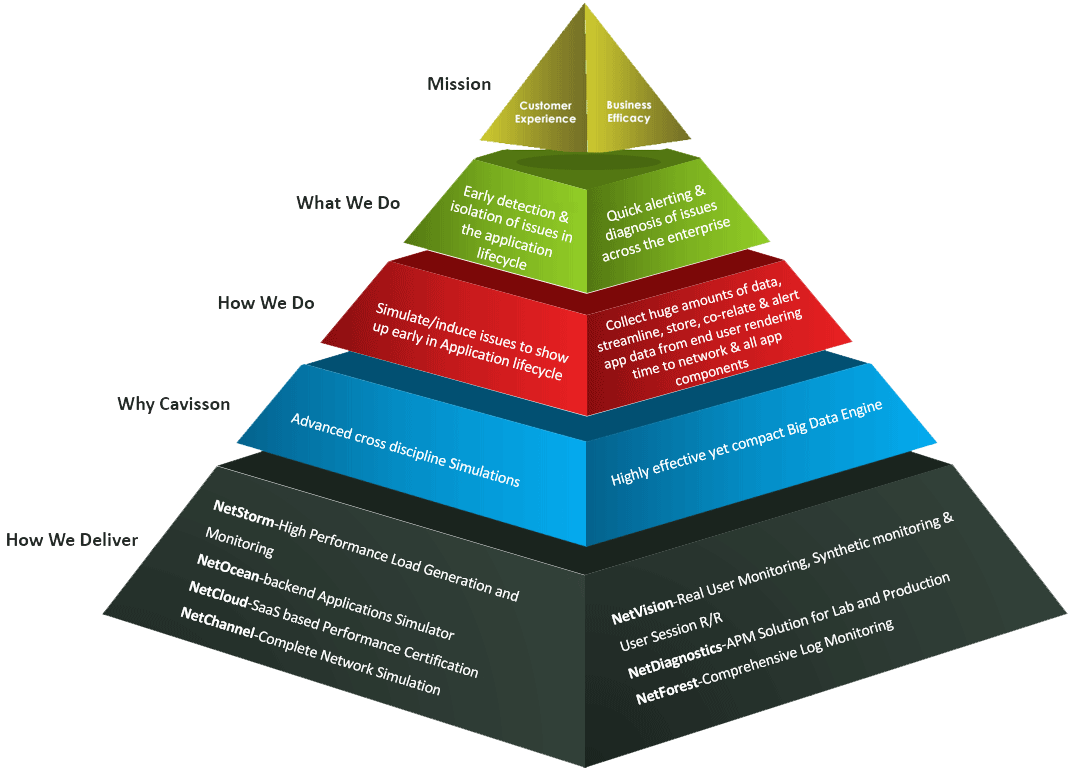 Mission
Customer
Experience
Business
Efficacy
What We Do
Early detection &
isolation of issues in
the application
lifecycle
Quick alerting &
diagnosis of issues
across the enterprise
How We Do
Simulate/induce issues to show
up early in Application lifecycle
Collect huge amounts of data,
streamline, store, co-relate & alert
app data from end user rendering
time to network & all app
components
Why Cavisson
Advanced cross discipline Simulations
Highly effective yet compact Big Data Engine
How We Deliver
NetStorm-High Performance Load Generation and
Monitoring
NetOcean-backend Applications Simulator
NetCloud-SaaS based Performance Certification
NetChannel-Complete Network Simulation
NetVision-Real User Monitoring, Synthetic monitoring &
User Session R/R
NetDiagnostics-APM Solution for Lab and Production
NetForest-Comprehensive Log Monitoring